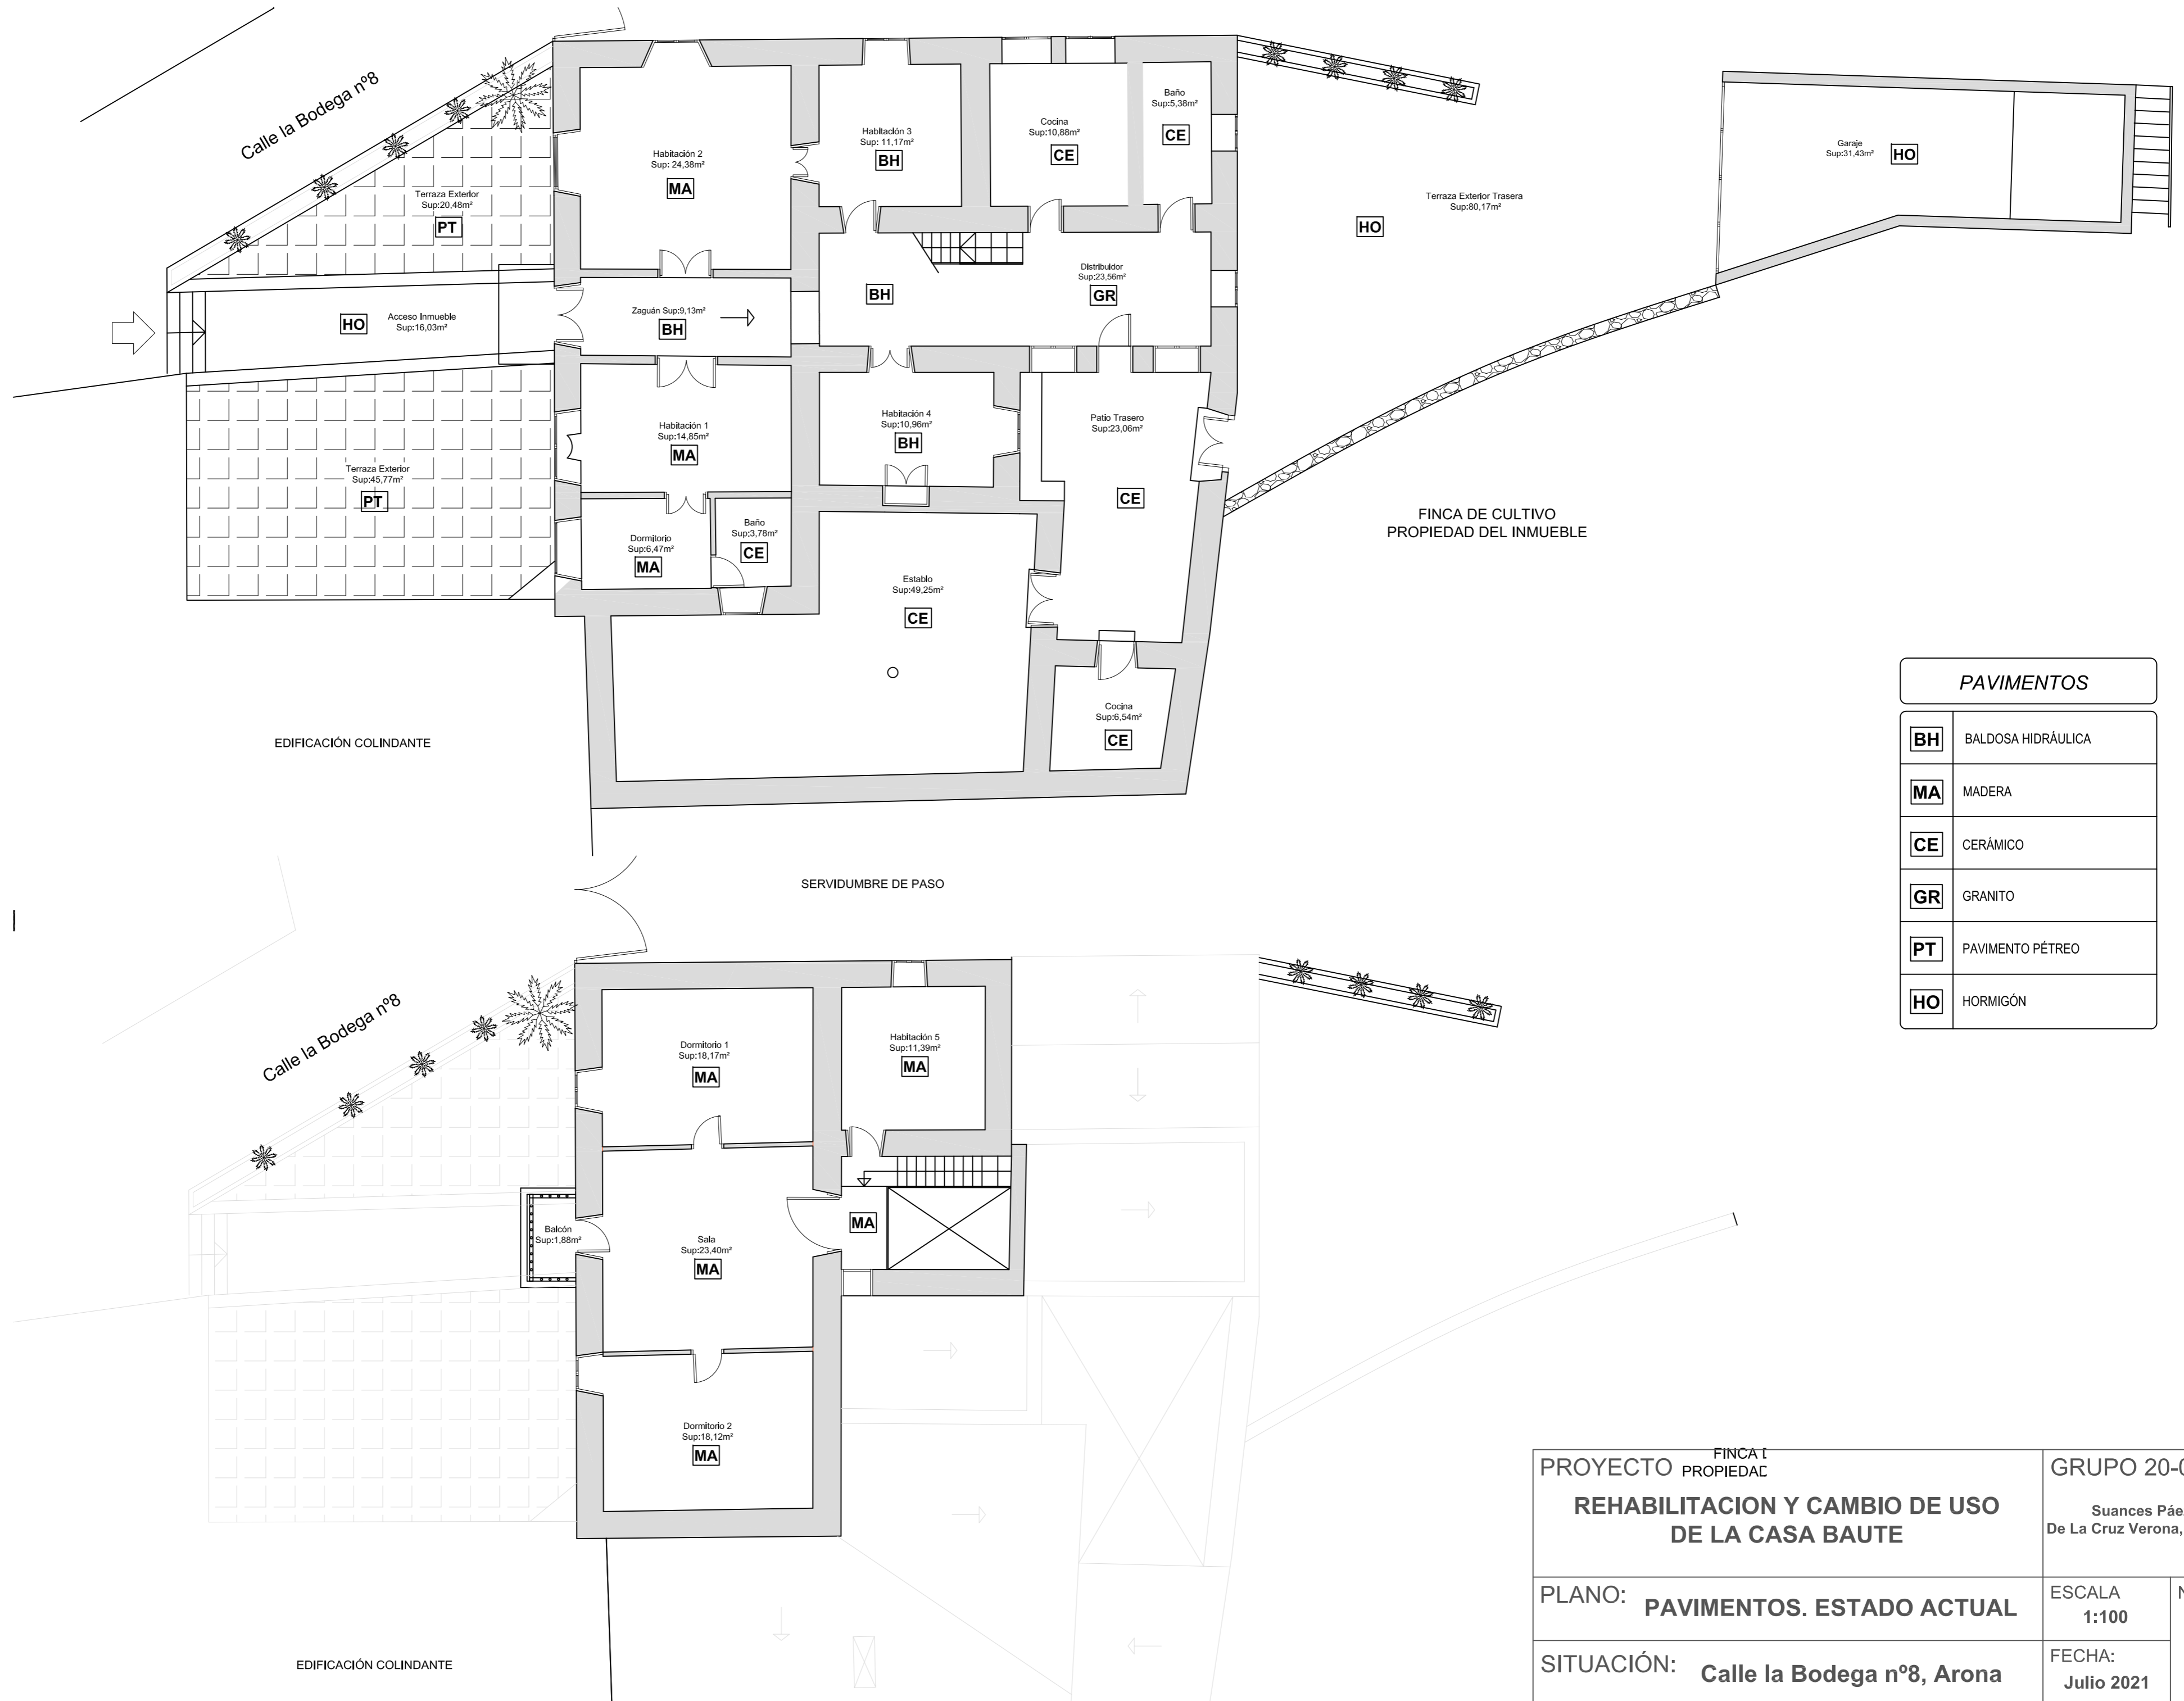 Calle la Bodega nº8
Terraza Exterior
Sup:20,48m²
PT
HO
Acceso Inmueble
Sup:16,03m²
Terraza Exterior
Sup:45,77m²
PT
Habitación 2
Sup: 24,38m²
MA
Habitación 3
Sup: 11,17m²
BH
Cocina
Sup:10,88m²
CE
Baño
Sup:5,38m²
CE
Zaguán Sup:9,13m²
BH
BH
Distribuidor
Sup:23,56m²
GR
Habitación 1
Sup:14,85m²
MA
Habitación 4
Sup:10,96m²
BH
Patio Trasero
Sup:23,06m²
CE
Dormitorio
Sup:6,47m²
MA
Baño
Sup:3,78m²
CE
Establo
Sup:49,25m²
CE
Cocina
Sup:6,54m²
CE
Terraza Exterior Trasera
Sup:80,17m²
HO
Garaje
Sup:31,43m²
HO
FINCA DE CULTIVO
PROPIEDAD DEL INMUEBLE
EDIFICACIÓN COLINDANTE
SERVIDUMBRE DE PASO
PAVIMENTOS
BH BALDOSA HIDRÁULICA
MA MADERA
CE CERÁMICO
GR GRANITO
PT PAVIMENTO PÉTREO
HO HORMIGÓN
Calle la Bodega nº8
Dormitorio 1
Sup:18,17m²
MA
Habitación 5
Sup:11,39m²
MA
Balcón
Sup:1,88m²
Sala
Sup:23,40m²
MA
MA
Dormitorio 2
Sup:18,12m²
MA
EDIFICACIÓN COLINDANTE
FINCA
PROPIEDAD
PROYECTO
REHABILITACION Y CAMBIO DE USO
DE LA CASA BAUTE
GRUPO 20-
Suances Páe
De La Cruz Verona,
PLANO: PAVIMENTOS. ESTADO ACTUAL
ESCALA
1:100
SITUACIÓN: Calle la Bodega nº8, Arona
FECHA:
Julio 2021